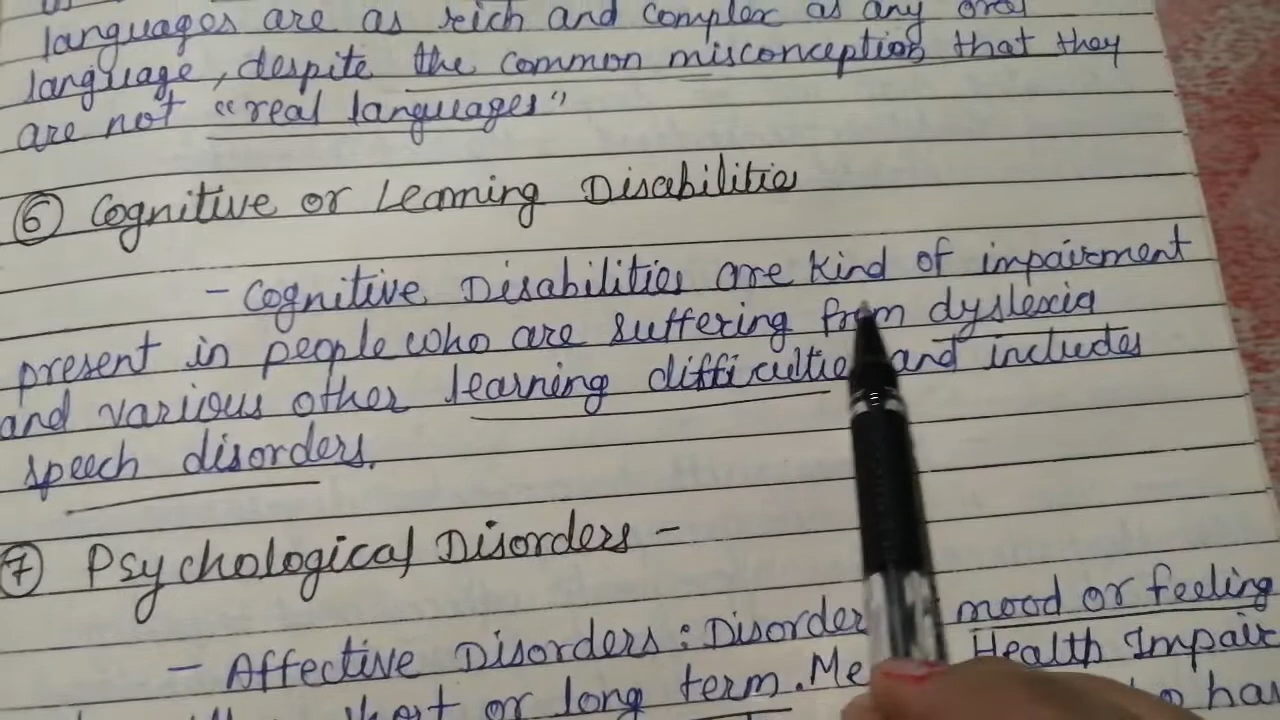 languages are as rich and complex as any oral
language, despite the common misconception that they
are not "real languages"
⑥ Cognitive or Learning Disabilities
- Cognitive Disabilities are kind of impairment
present in people who are suffering from dyslexia
and various other learning difficulties and includes
speech disorders.
⑦ Psychological Disorders -
- Affective Disorders : Disorder mood or feeling
or long term. Me Health Impair
has